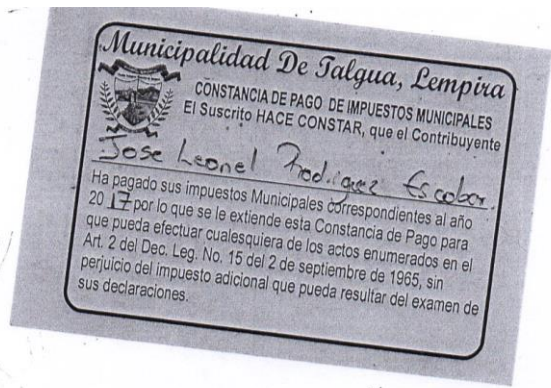 Municipalidad De Talgua, Lempira
CONSTANCIA DE PAGO DE IMPUESTOS MUNICIPALES
El Suscrito HACE CONSTAR, que el Contribuyente
Jose Leonel Rodriguez Escobar.
Ha pagado sus impuestos Municipales correspondientes al año
2017 por lo que se le extiende esta Constancia de Pago para
que pueda efectuar cualesquiera de los actos enumerados en el
Art. 2 del Dec. Leg. No. 15 del 2 de septiembre de 1965, sin
perjuicio del impuesto adicional que pueda resultar del examen de
sus declaraciones.